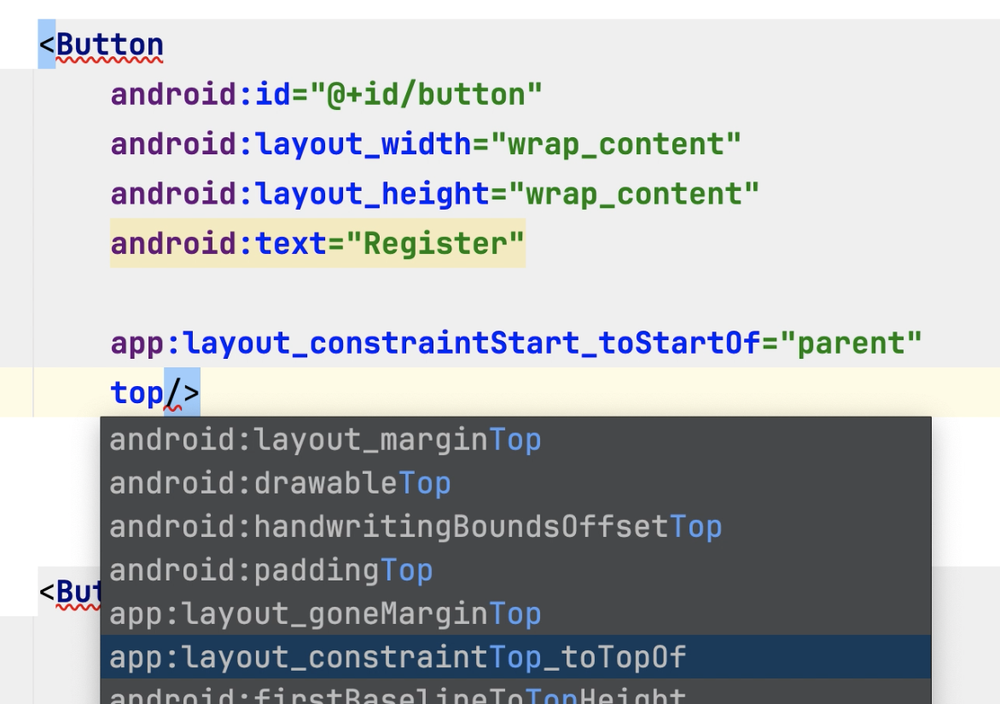 <Button
android:id="@+id/button"
android:layout_width="wrap_content"
android:layout_height="wrap_content"
android:text="Register"
app:layout_constraintStart_toStartOf="parent"
top/>
android:layout_marginTop
android:drawableTop
android:handwritingBoundsOffsetTop
android:paddingTop
<But
app:layout_goneMarginTop
app:layout_constraintTop_toTopOf
android:firstBaselineToTopHeight